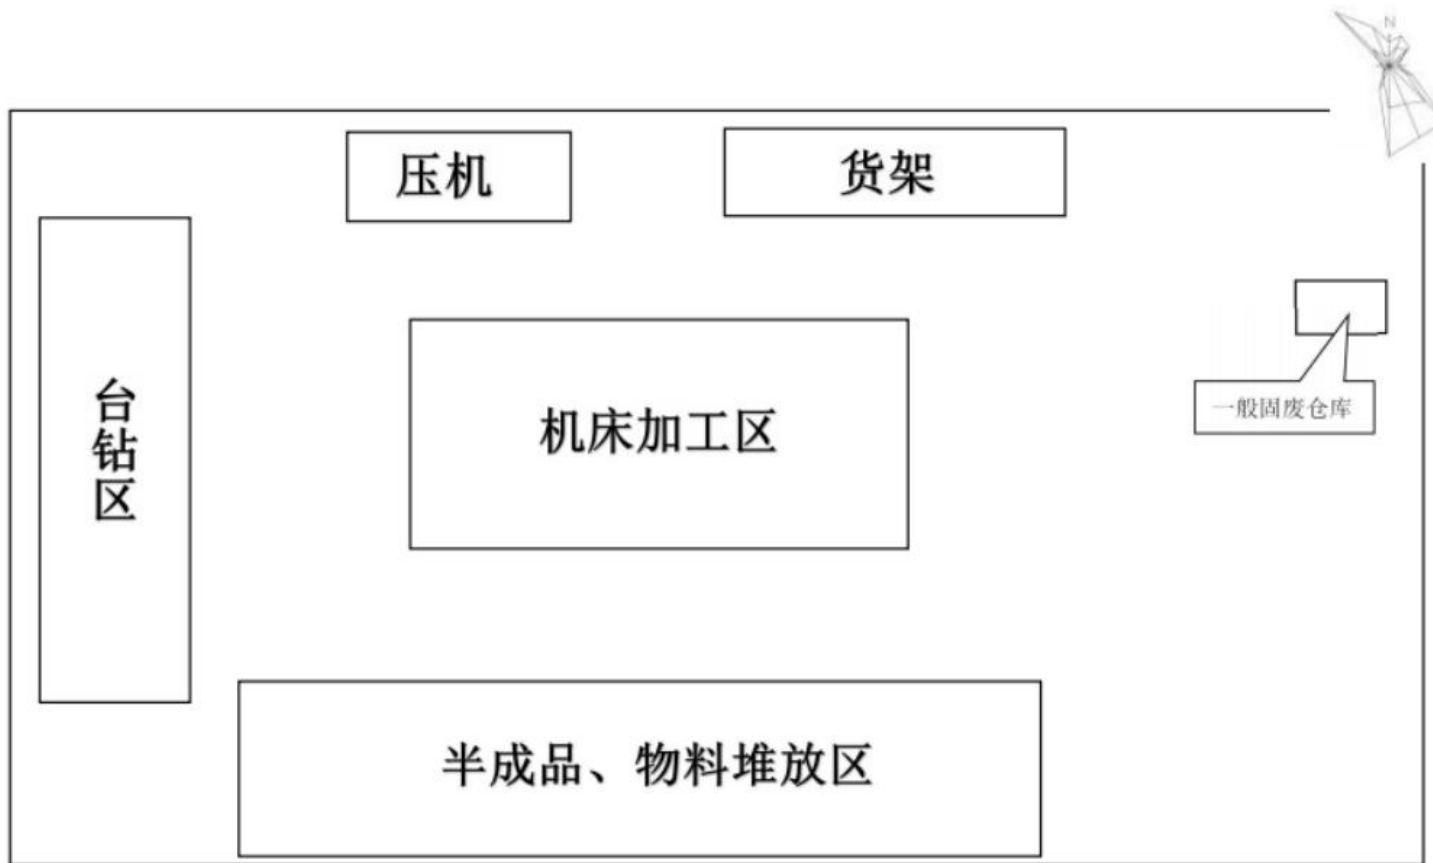 N
压机
货架
台钻区
机床加工区
一般固废仓库
半成品、物料堆放区